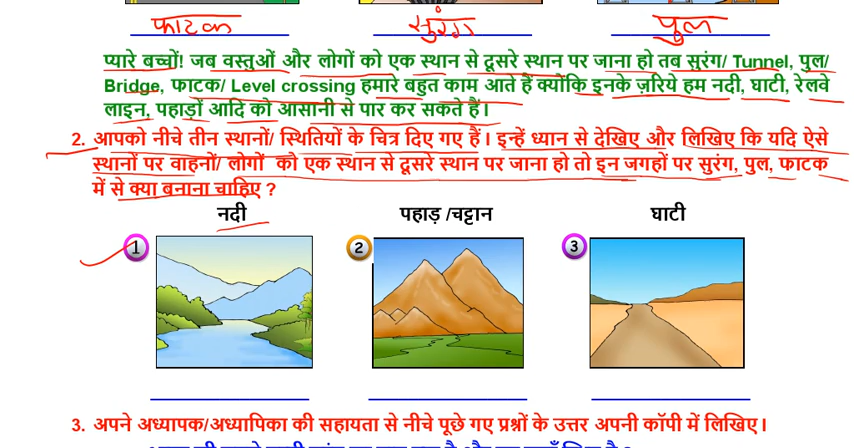 फाटक सुरंग पुल
प्यारे बच्चों! जब वस्तुओं और लोगों को एक स्थान से दूसरे स्थान पर जाना हो तब सुरंग/ Tunnel, पुल/
Bridge, फाटक/ Level crossing हमारे बहुत काम आते हैं क्योंकि इनके ज़रिये हम नदी, घाटी, रेलवे
लाइन, पहाड़ों आदि को आसानी से पार कर सकते हैं।
2. आपको नीचे तीन स्थानों/ स्थितियों के चित्र दिए गए हैं। इन्हें ध्यान से देखिए और लिखिए कि यदि ऐसे
स्थानों पर वाहनों/ लोगों को एक स्थान से दूसरे स्थान पर जाना हो तो इन जगहों पर सुरंग, पुल, फाटक
में से क्या बनाना चाहिए ?
नदी पहाड़ /चट्टान घाटी
1 2 3
3. अपने अध्यापक/अध्यापिका की सहायता से नीचे पूछे गए प्रश्नों के उत्तर अपनी कॉपी में लिखिए।